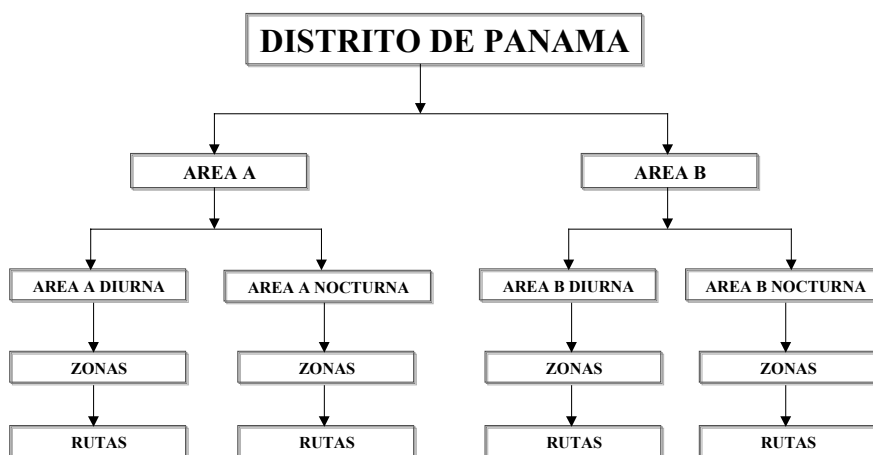 DISTRITO DE PANAMA
AREA A
AREA B
AREA A DIURNA
AREA A NOCTURNA
AREA B DIURNA
AREA B NOCTURNA
ZONAS
ZONAS
ZONAS
ZONAS
RUTAS
RUTAS
RUTAS
RUTAS